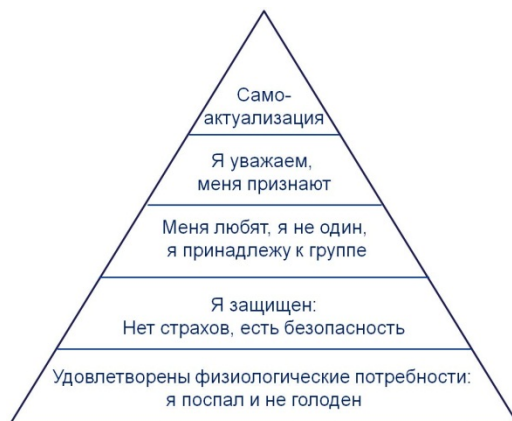 Само-
актуализация
Я уважаем,
меня признают
Меня любят, я не один,
я принадлежу к группе
Я защищен:
Нет страхов, есть безопасность
Удовлетворены физиологические потребности:
я поспал и не голоден